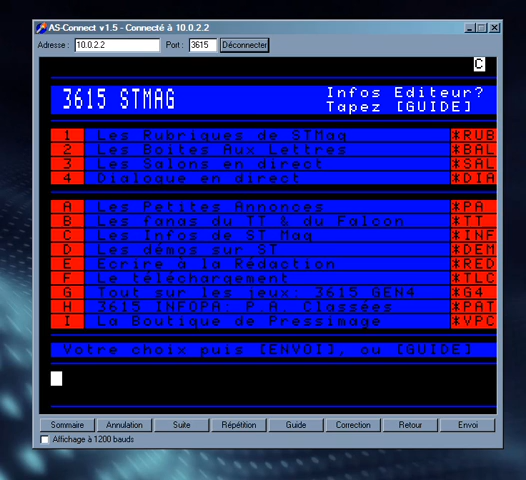 AS-Connect v1.5 - Connecté à 10.0.2.2
Adresse : 10.0.2.2 Port : 3615 Déconnecter
C
3615 STMAG
Infos Editeur?
Tapez [GUIDE]
1 Les Rubriques de STMag *RUB
2 Les Boites Aux Lettres *BAL
3 Les Salons en direct *SAL
4 Dialogue en direct *DIA
A Les Petites Annonces *PA
B Les fanas du TT & du Falcon *TT
C Les Infos de ST Mag *INF
D Les démos sur ST *DEM
E Ecrire à la Rédaction *RED
F Le téléchargement *TLC
G Tout sur les jeux: 3615 GEN4 *G4
H 3615 INFOPA: P.A. Classées *PAT
I La Boutique de Pressimage *VPC
Votre choix puis [ENVOI], ou [GUIDE]
Sommaire Annulation Suite Répétition Guide Correction Retour Envoi
Affichage à 1200 bauds